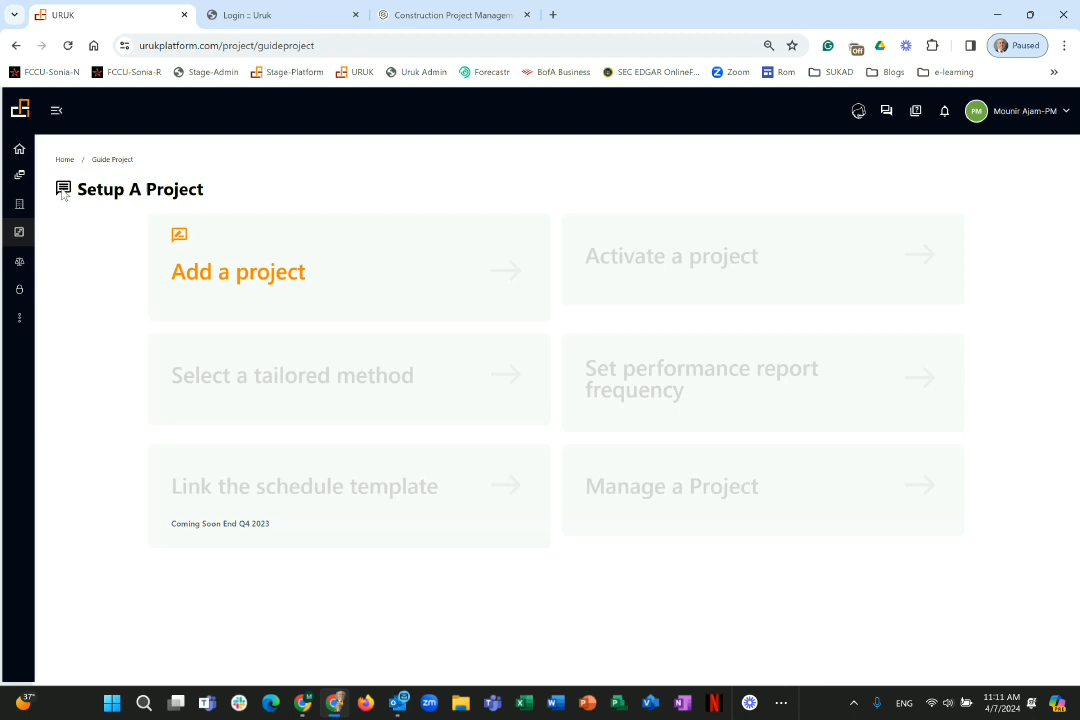 URUK
Login :: Uruk
Construction Project Managem
urukplatform.com/project/guideproject
Off
Paused
FCCU-Sonia-N
FCCU-Sonia-R
Stage-Admin
Stage-Platform
URUK
Uruk Admin
Forecastr
BofA Business
SEC EDGAR OnlineF...
Zoom
Rom
SUKAD
Blogs
e-learning
PM
Mounir Ajam-PM
Home / Guide Project
Setup A Project
Add a project
Activate a project
Select a tailored method
Set performance report
frequency
Link the schedule template
Coming Soon End Q4 2023
Manage a Project
37°
ENG
11:11 AM
4/7/2024